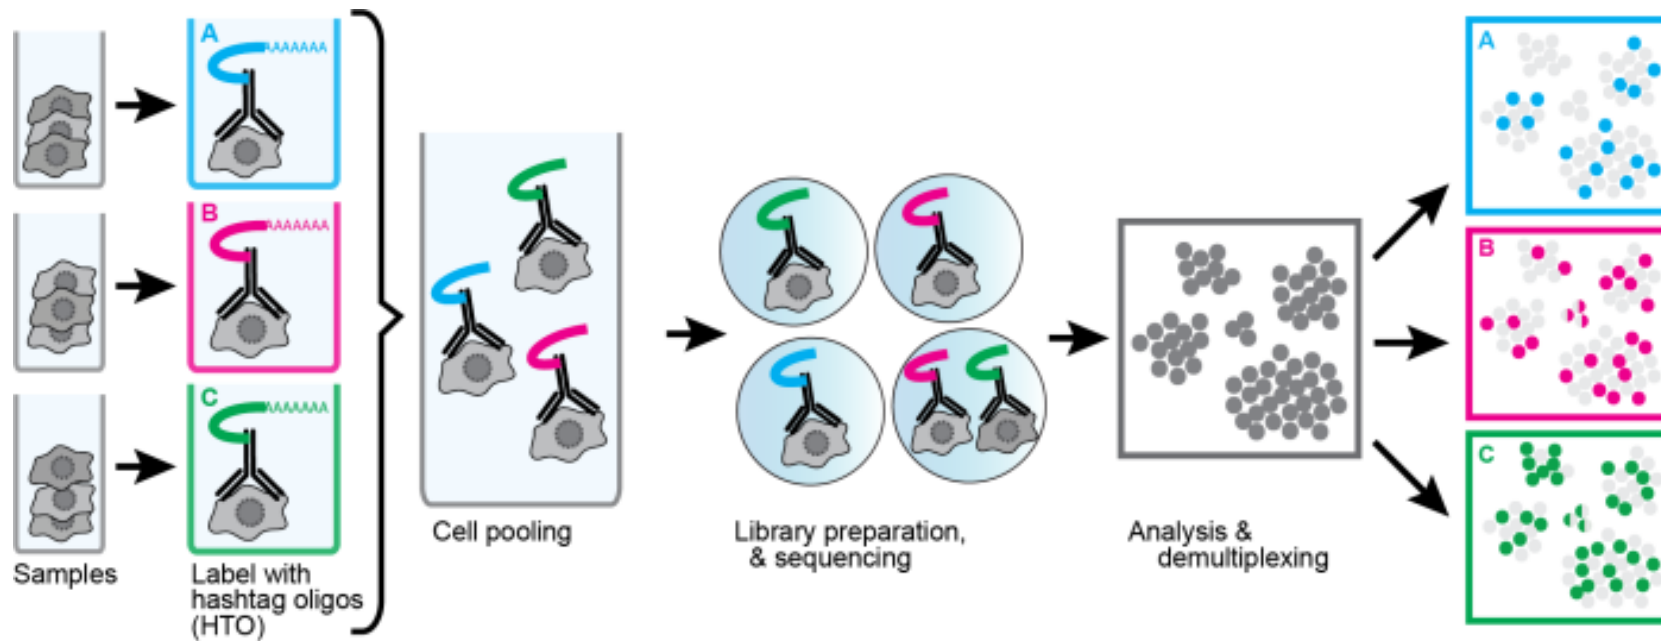 A
AAAAAAA
B
AAAAAAA
C
AAAAAAA
Samples
Label with
hashtag oligos
(HTO)
Cell pooling
Library preparation,
& sequencing
Analysis &
demultiplexing
A
B
C